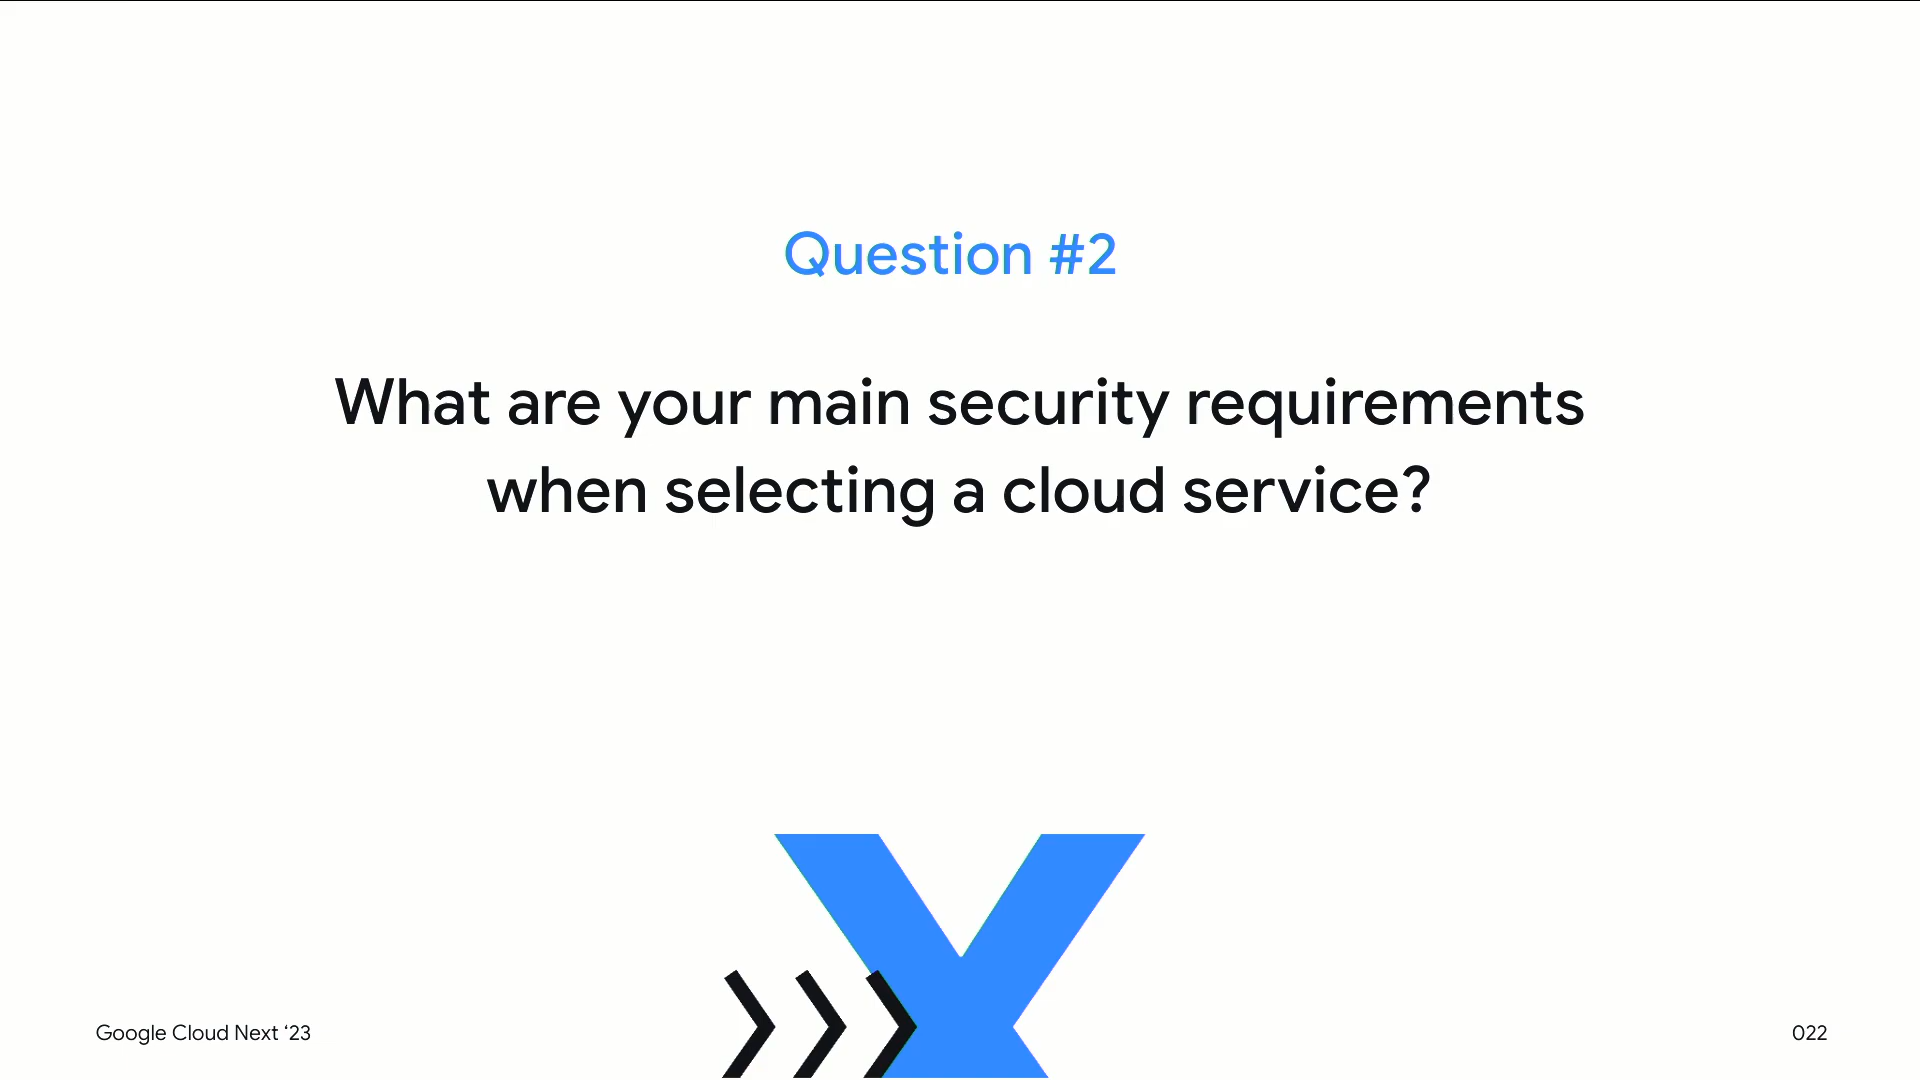 Question #2
What are your main security requirements
when selecting a cloud service?
Google Cloud Next ‘23
022